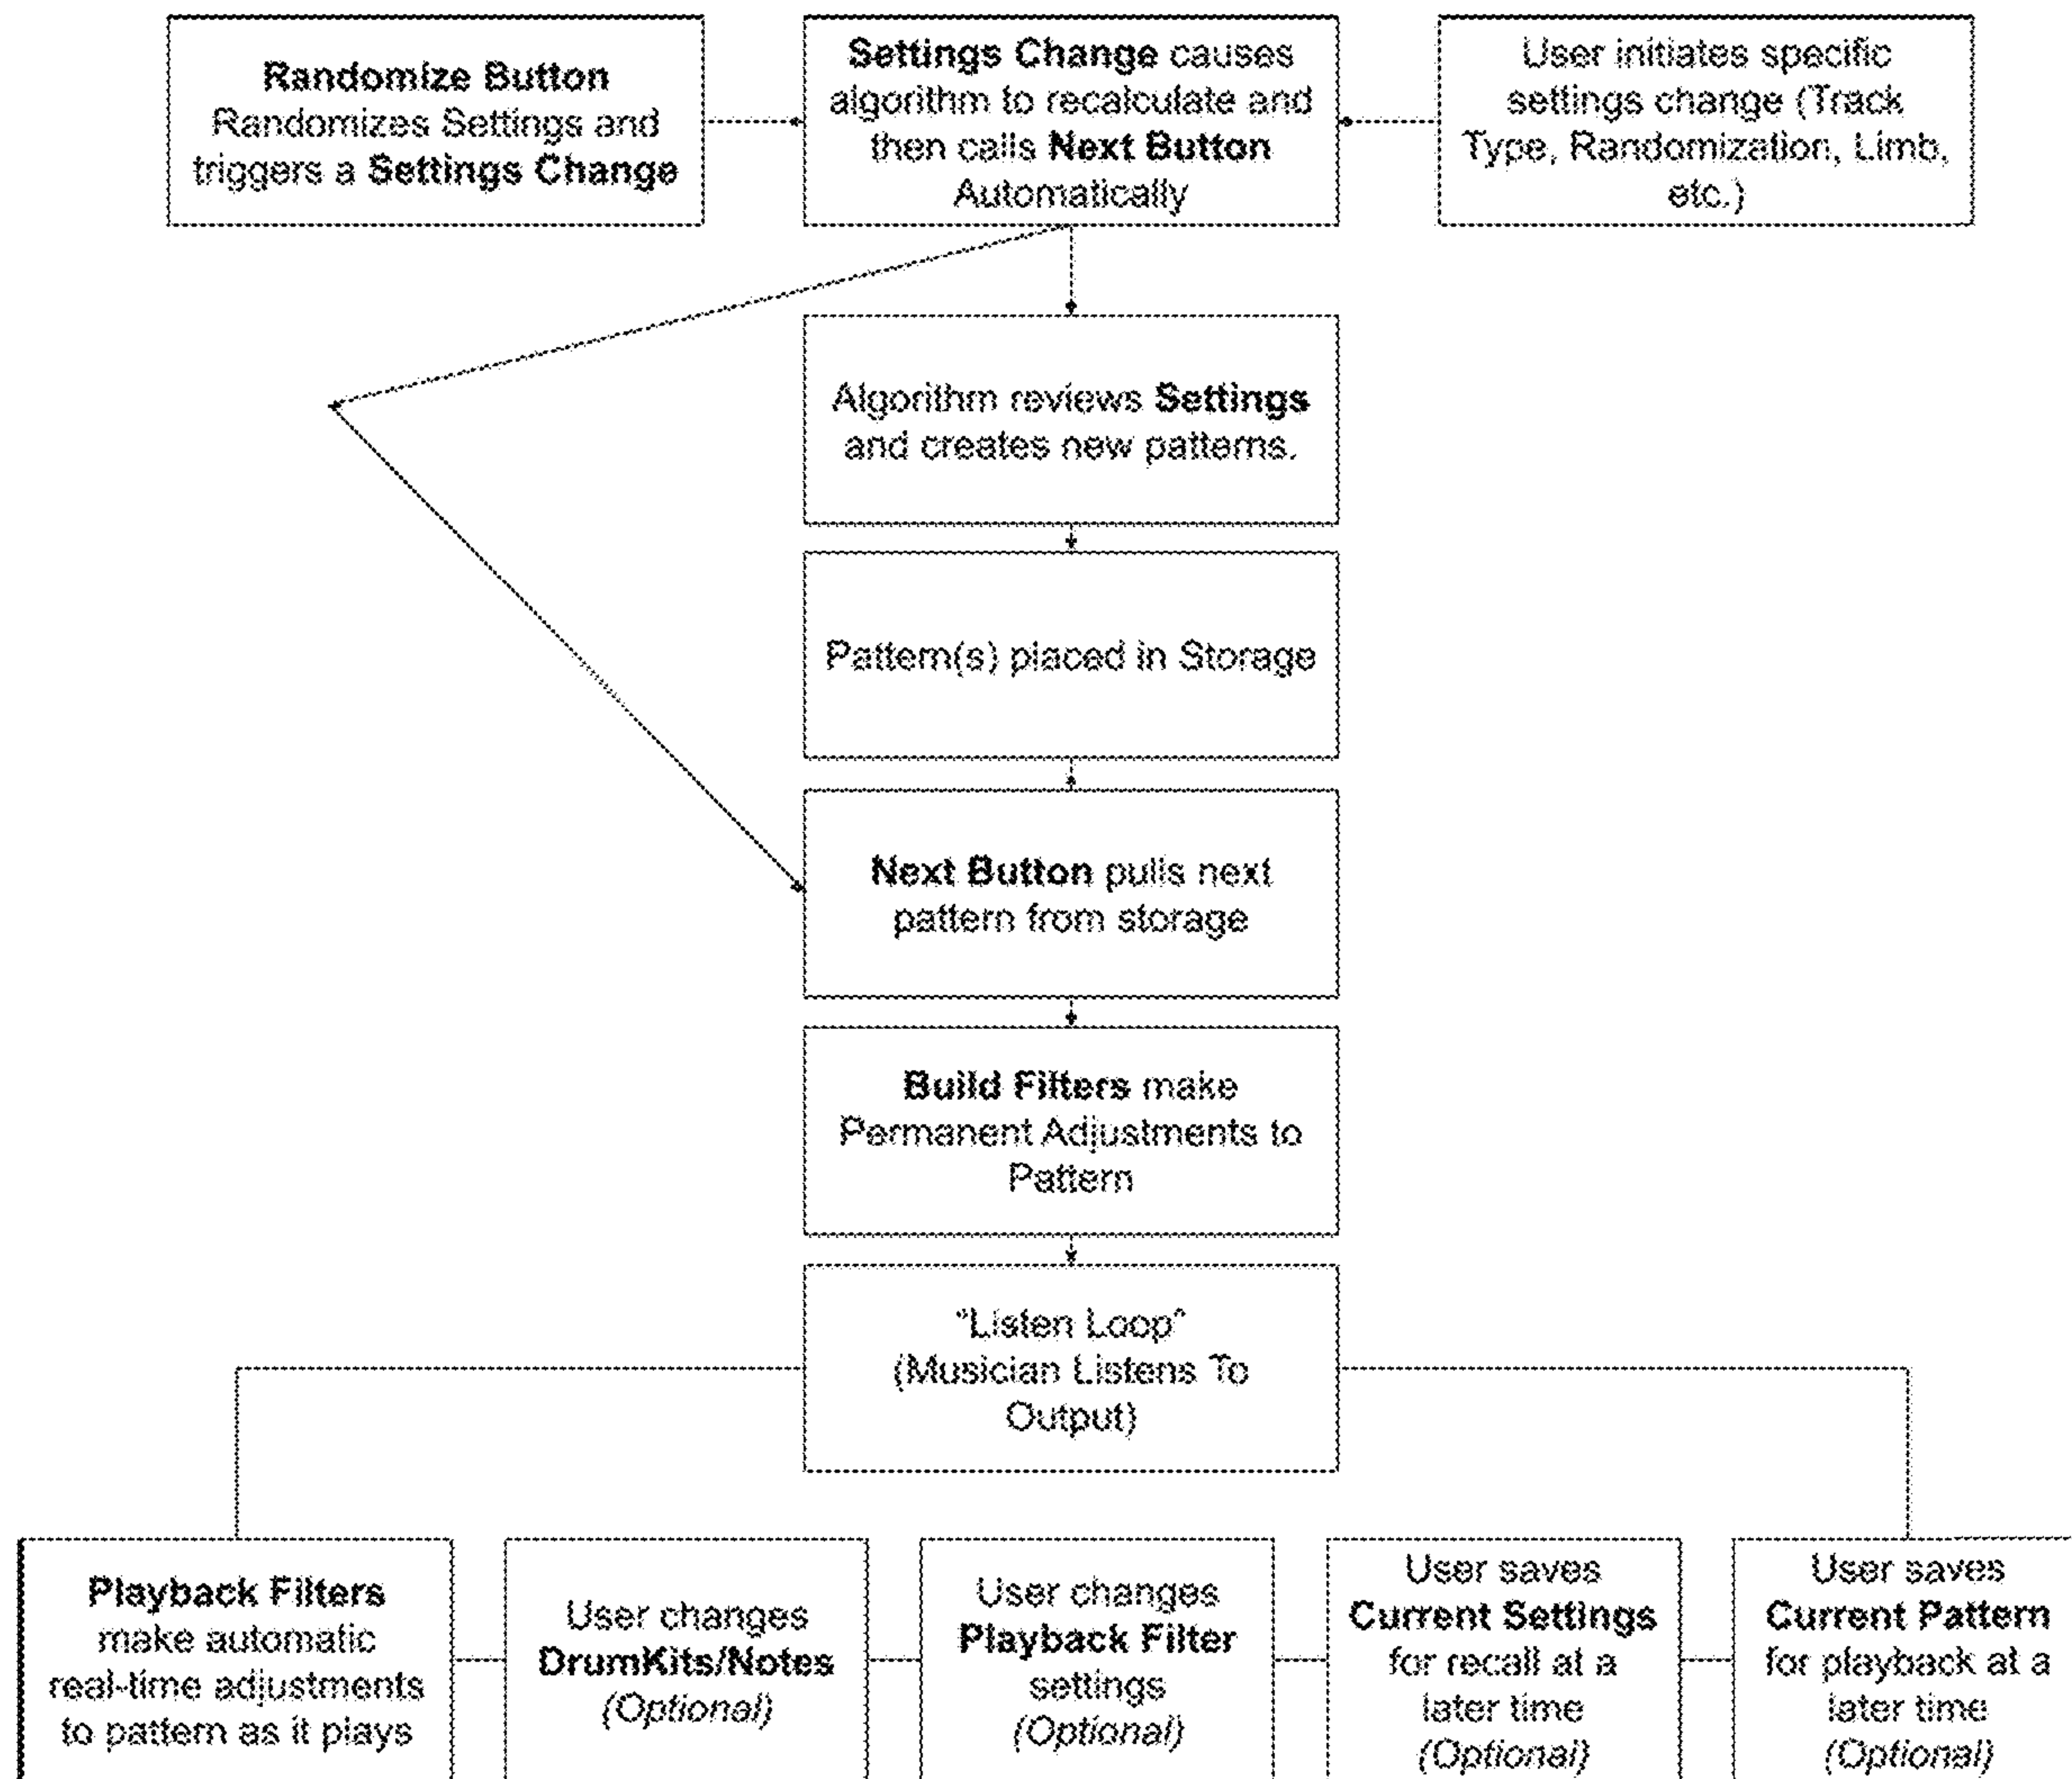 Randomize Button
Randomizes Settings and
triggers a Settings Change
Settings Change causes
algorithm to recalculate and
then calls Next Button
Automatically
User initiates specific
settings change (Track
Type, Randomization, Limb,
etc.)
Algorithm reviews Settings
and creates new patterns.
Pattern(s) placed in Storage
Next Button pulls next
pattern from storage
Build Filters make
Permanent Adjustments to
Pattern
"Listen Loop"
(Musician Listens To
Output)
Playback Filters
make automatic
real-time adjustments
to pattern as it plays
User changes
DrumKits/Notes
(Optional)
User changes
Playback Filter
settings
(Optional)
User saves
Current Settings
for recall at a
later time
(Optional)
User saves
Current Pattern
for playback at a
later time
(Optional)